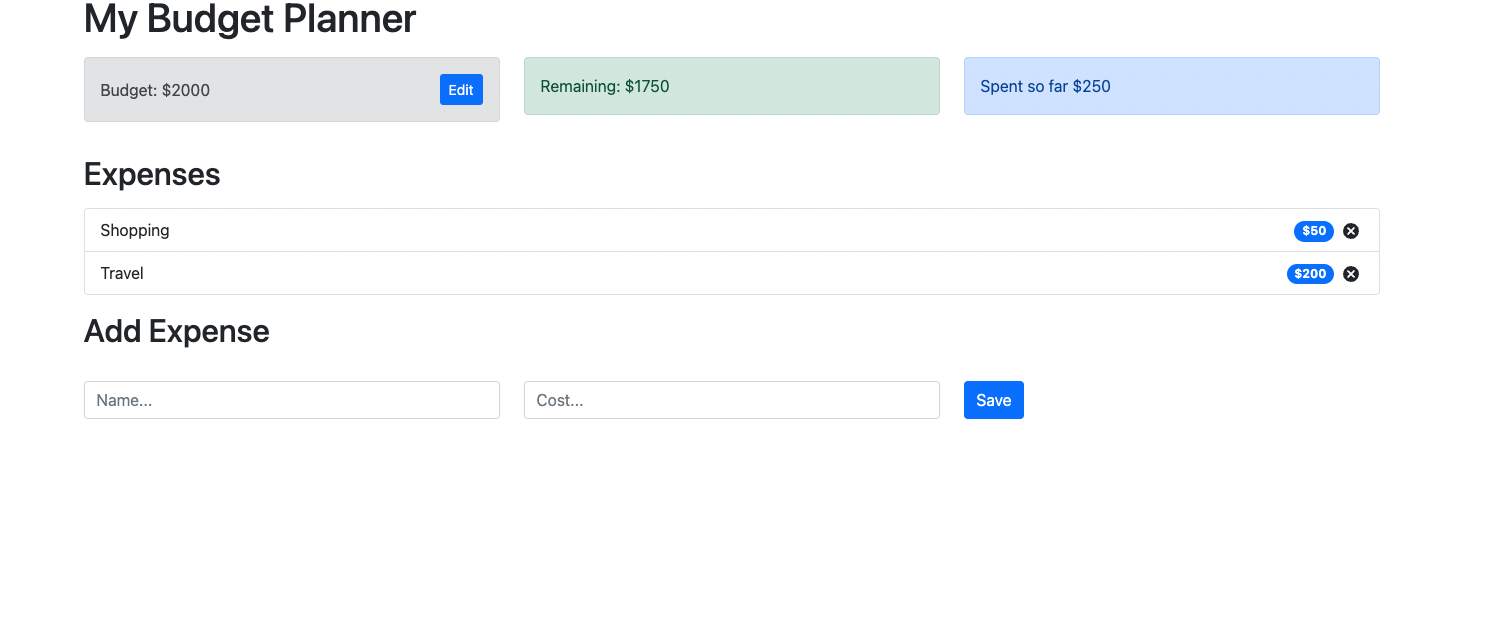 My Budget Planner
Budget: $2000
Edit
Remaining: $1750
Spent so far $250
Expenses
Shopping
$50
Travel
$200
Add Expense
Name...
Cost...
Save